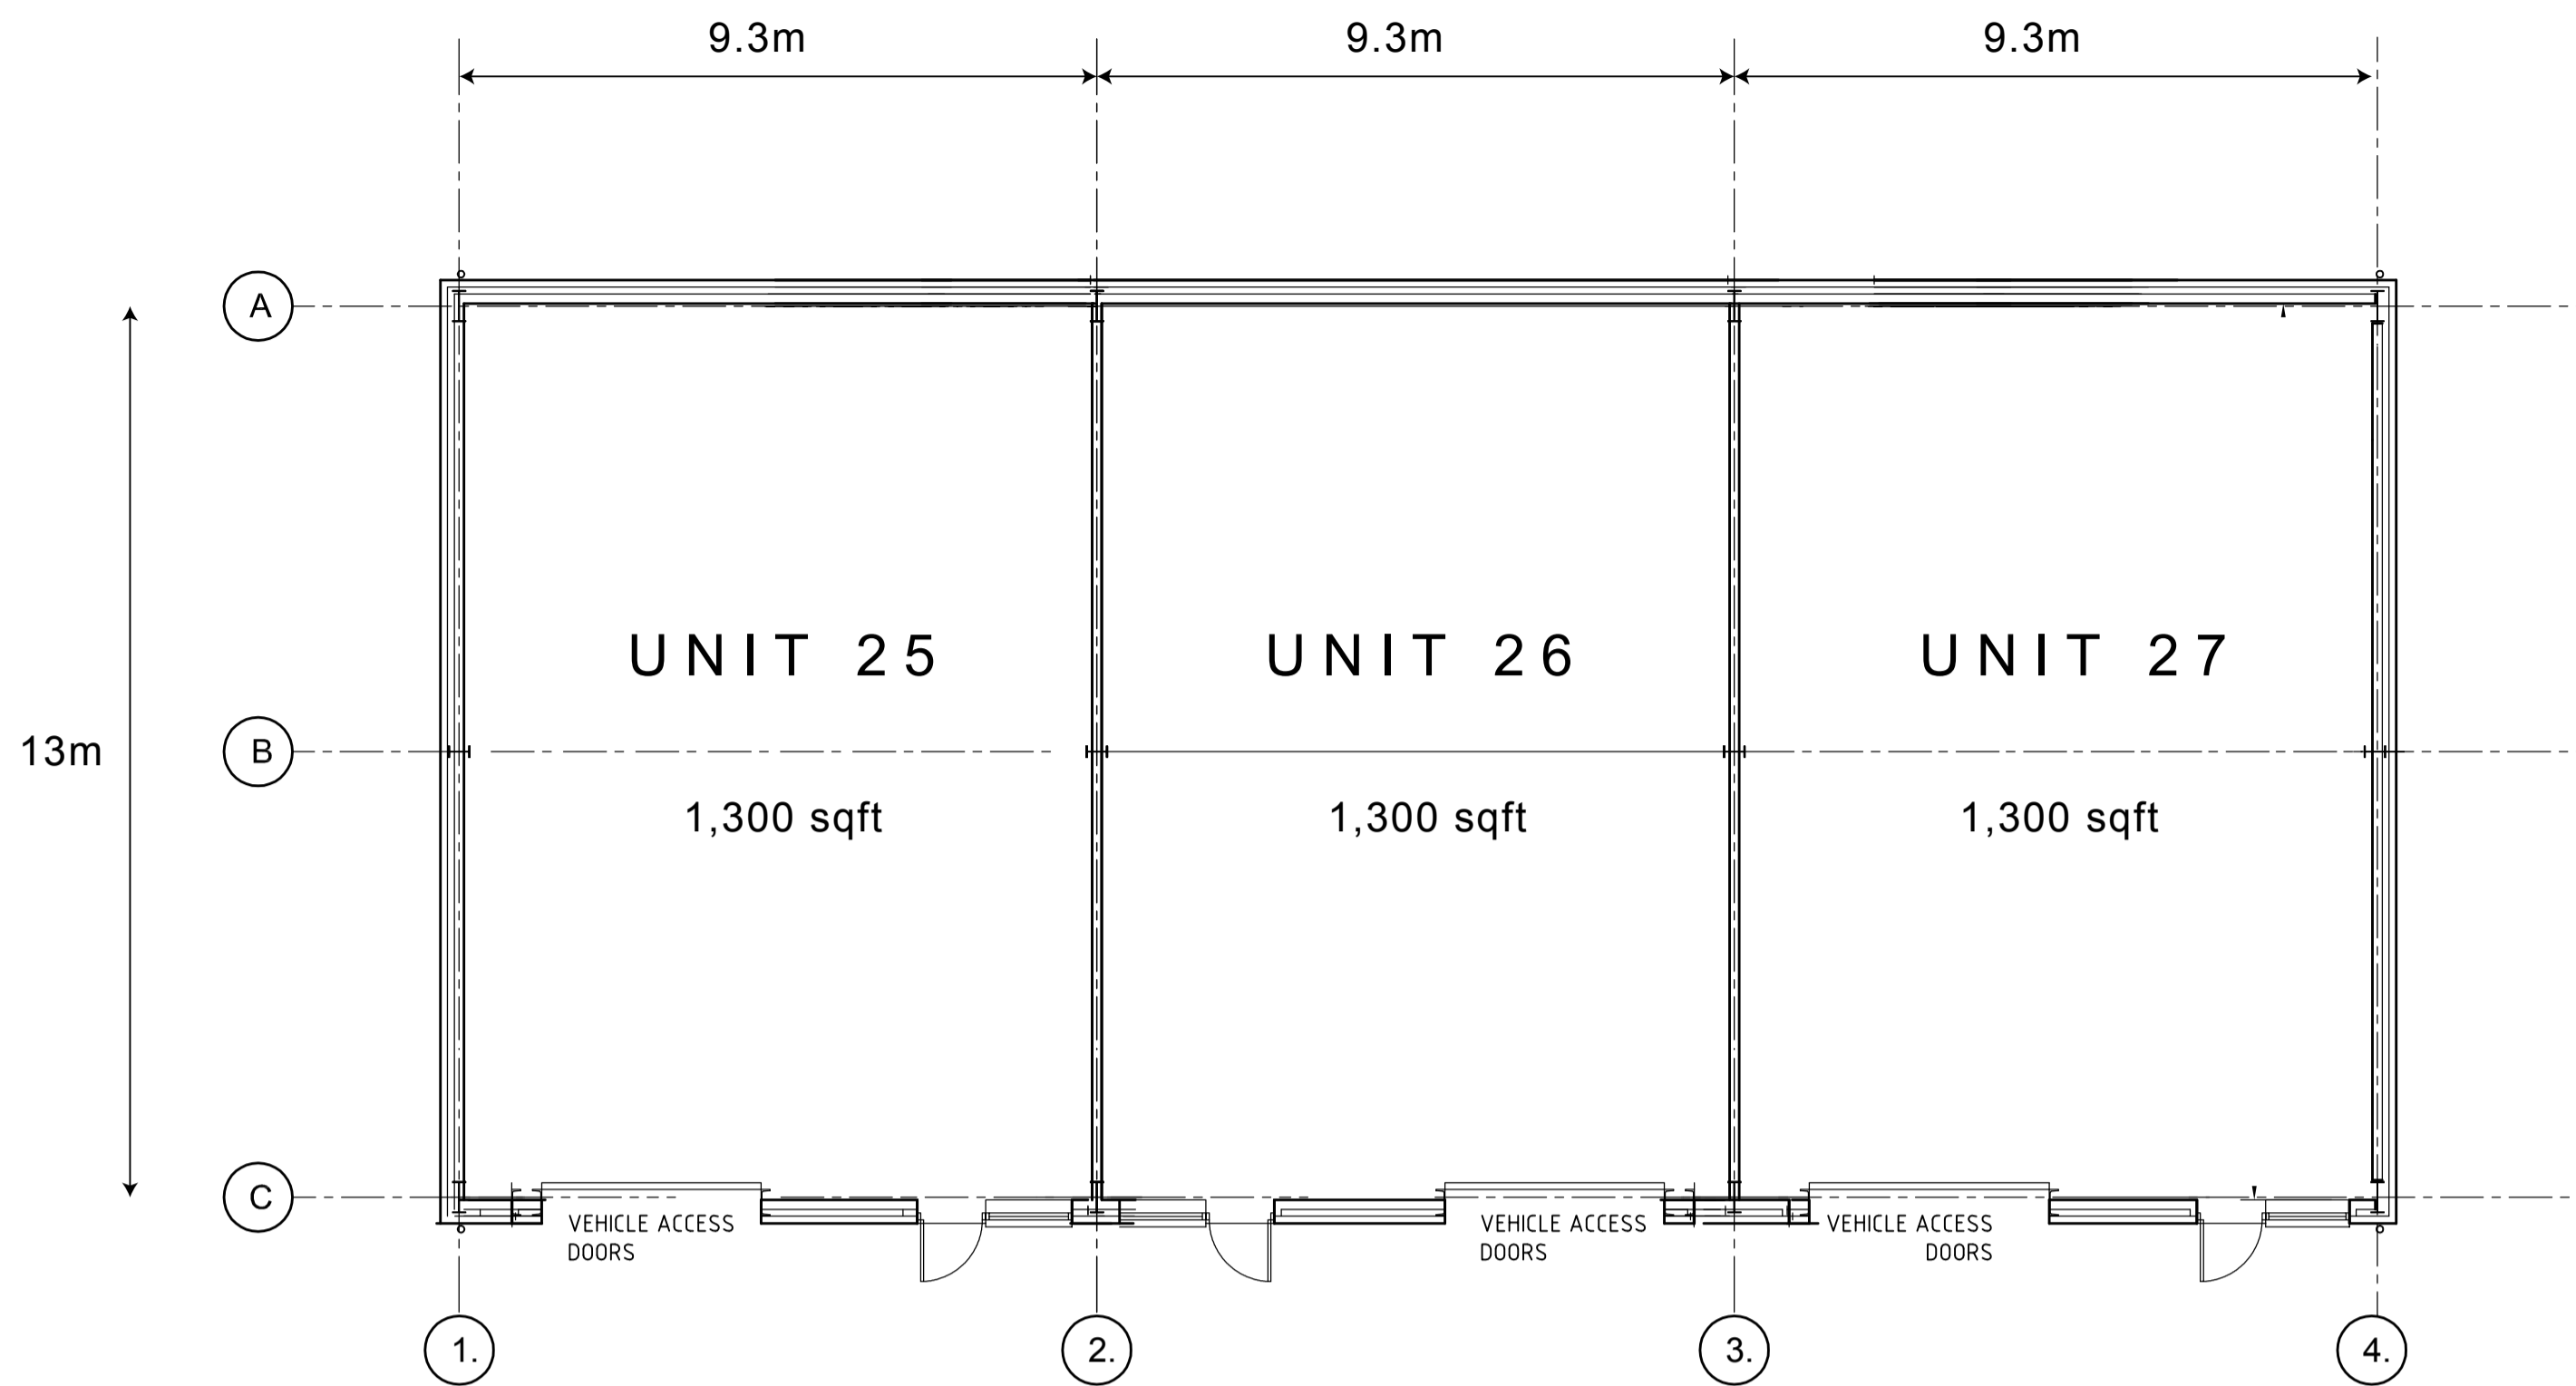 9.3m 9.3m 9.3m
A
UNIT 25 UNIT 26 UNIT 27
13m
B
1,300 sqft 1,300 sqft 1,300 sqft
C
VEHICLE ACCESS VEHICLE ACCESS VEHICLE ACCESS
DOORS DOORS DOORS
1. 2. 3. 4.